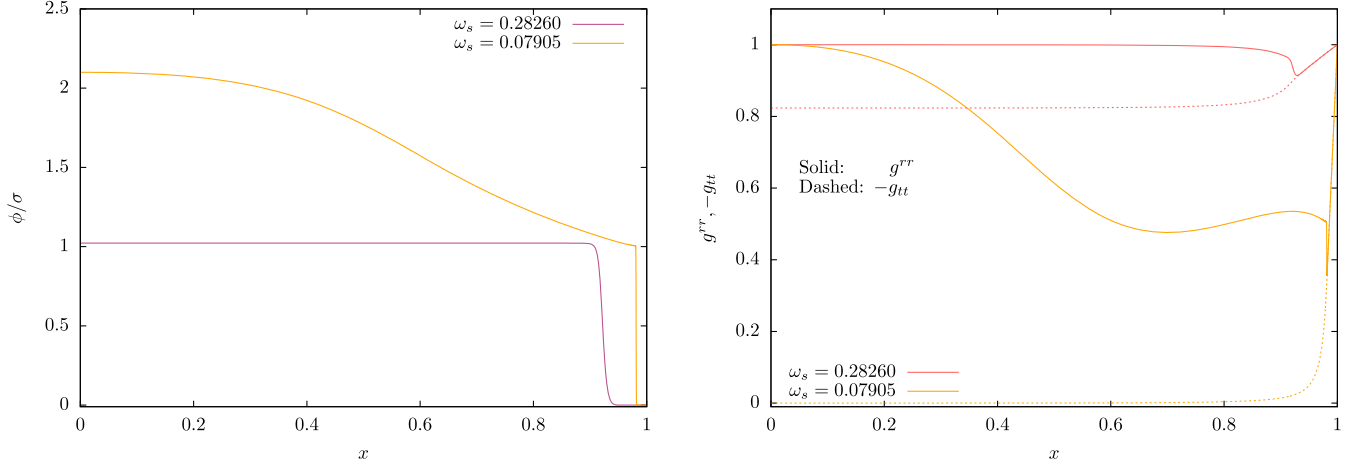 2.5
2
1.5
1
0.5
0
ϕ/σ
ω_s = 0.28260
ω_s = 0.07905
0 0.2 0.4 0.6 0.8 1
x
1
0.8
0.6
0.4
0.2
0
g^{rr}, −g_{tt}
Solid: g^{rr}
Dashed: −g_{tt}
ω_s = 0.28260
ω_s = 0.07905
0 0.2 0.4 0.6 0.8 1
x